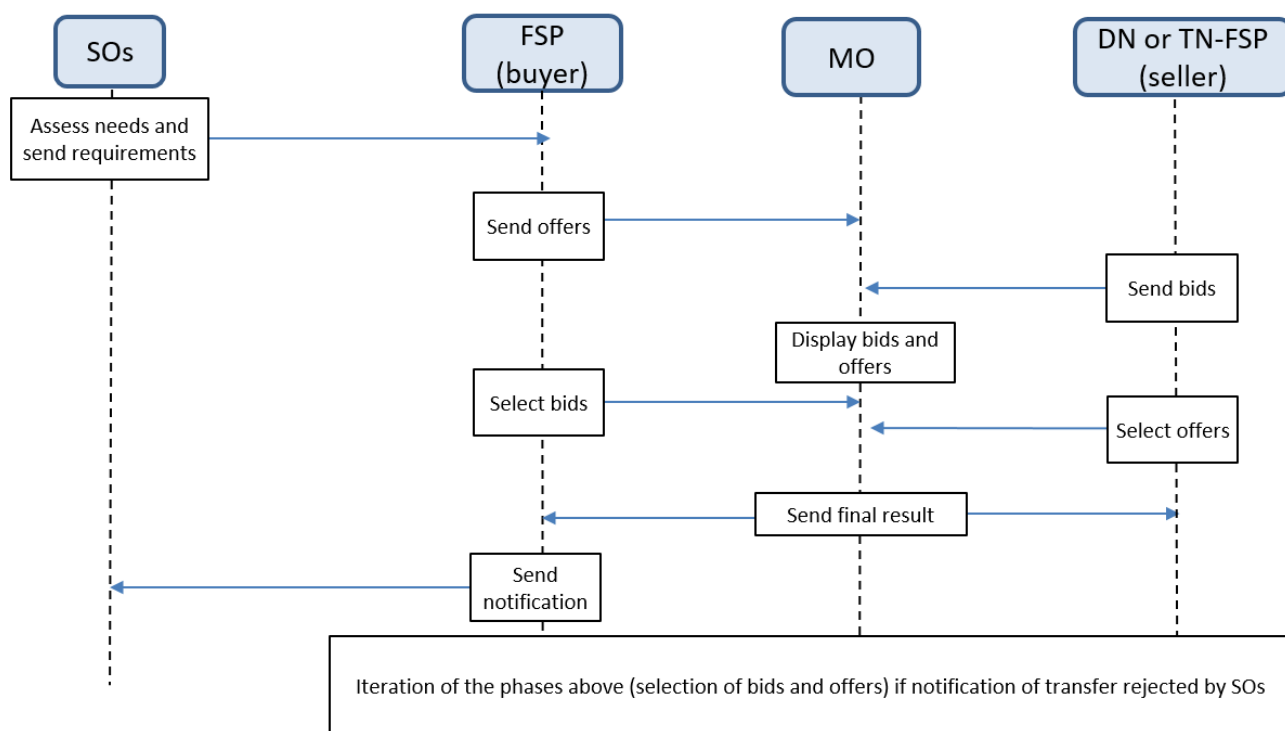 SOs
FSP
(buyer)
MO
DN or TN-FSP
(seller)
Assess needs and
send requirements
Send offers
Send bids
Display bids and
offers
Select bids
Select offers
Send final result
Send
notification
Iteration of the phases above (selection of bids and offers) if notification of transfer rejected by SOs